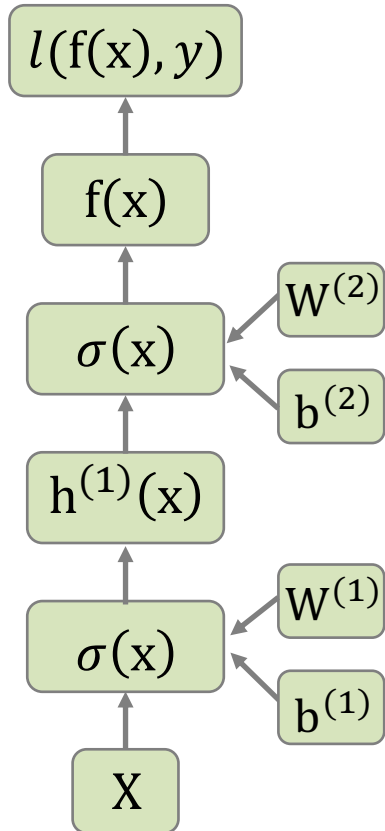 l(f(x), y)
f(x)
σ(x)
W⁽²⁾
b⁽²⁾
h⁽¹⁾(x)
σ(x)
W⁽¹⁾
b⁽¹⁾
X